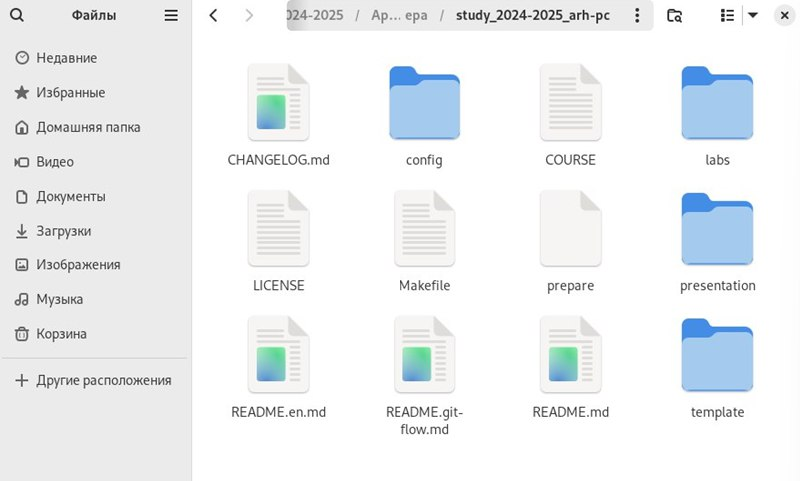 Файлы
024-2025 / Ар… ера / study_2024-2025_arh-pc
Недавние
Избранные
Домашняя папка
Видео
Документы
Загрузки
Изображения
Музыка
Корзина
Другие расположения
CHANGELOG.md
config
COURSE
labs
LICENSE
Makefile
prepare
presentation
README.en.md
README.git-
flow.md
README.md
template